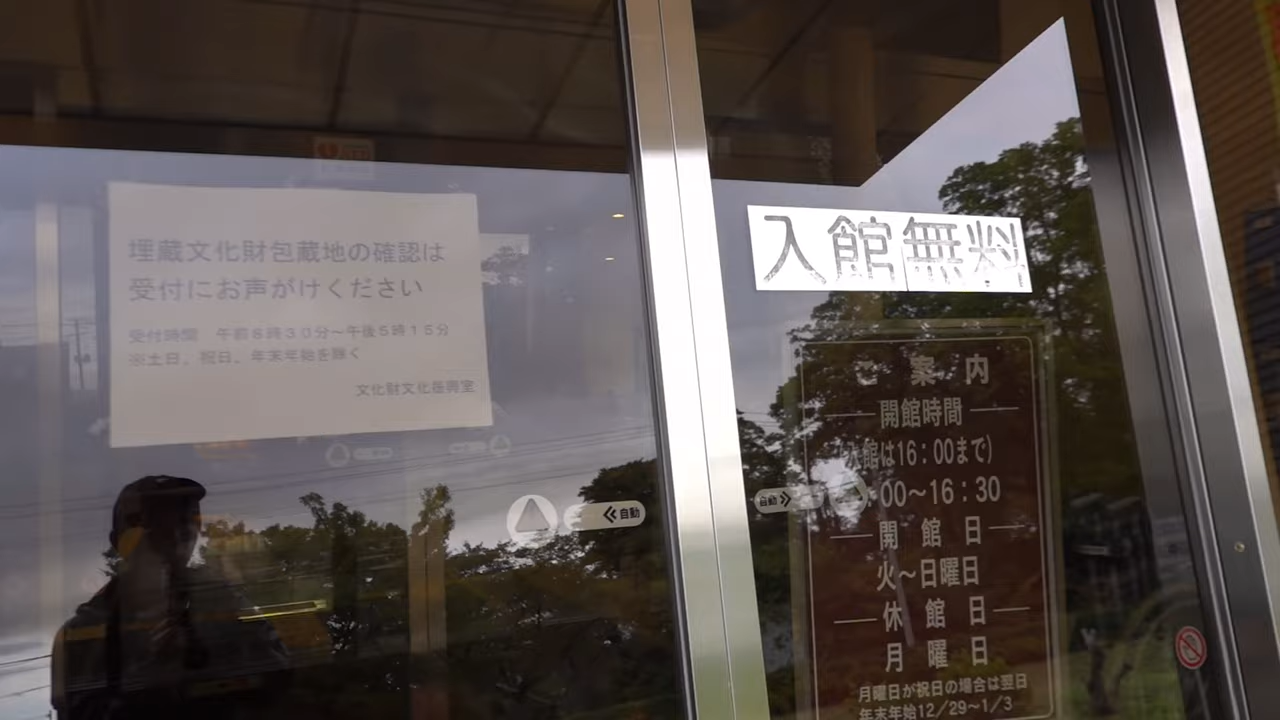 埋蔵文化財包蔵地の確認は
受付にお声がけください
受付時間 午前8時30分～午後5時15分
※土日、祝日、年末年始を除く
文化財文化振興室
自動
入館無料
自動
ご案内
開館時間
(入館は16:00まで)
00～16:30
開館日
火～日曜日
休館日
月曜日
月曜日が祝日の場合は翌日
年末年始12/29～1/3